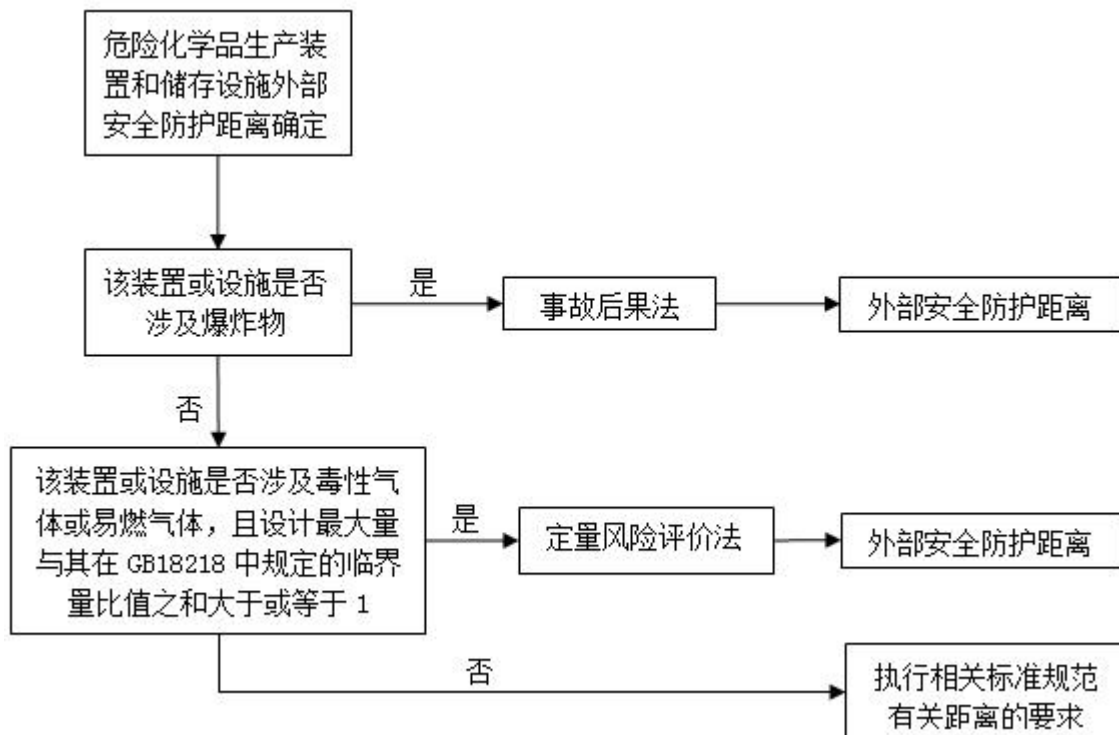 危险化学品生产装
置和储存设施外部
安全防护距离确定
该装置或设施是否
涉及爆炸物
是
事故后果法
外部安全防护距离
否
该装置或设施是否涉及毒性气
体或易燃气体，且设计最大量
与其在 GB18218 中规定的临界
量比值之和大于或等于 1
是
定量风险评价法
外部安全防护距离
否
执行相关标准规范
有关距离的要求